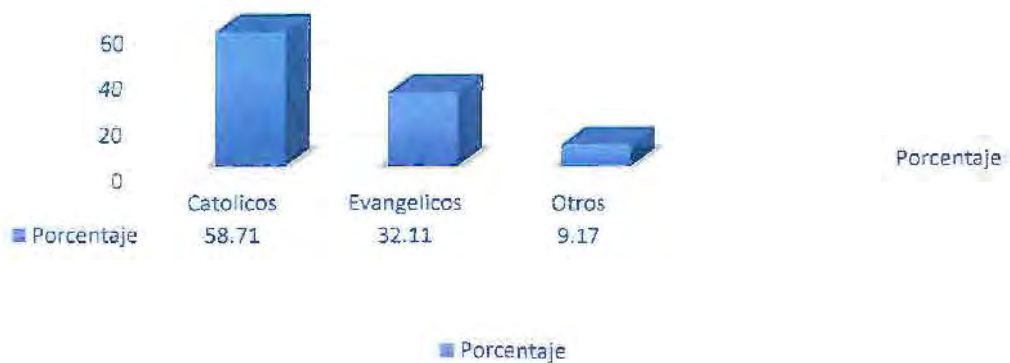 60
40
20
0
Catolicos Evangelicos Otros
Porcentaje 58.71 32.11 9.17
Porcentaje
Porcentaje